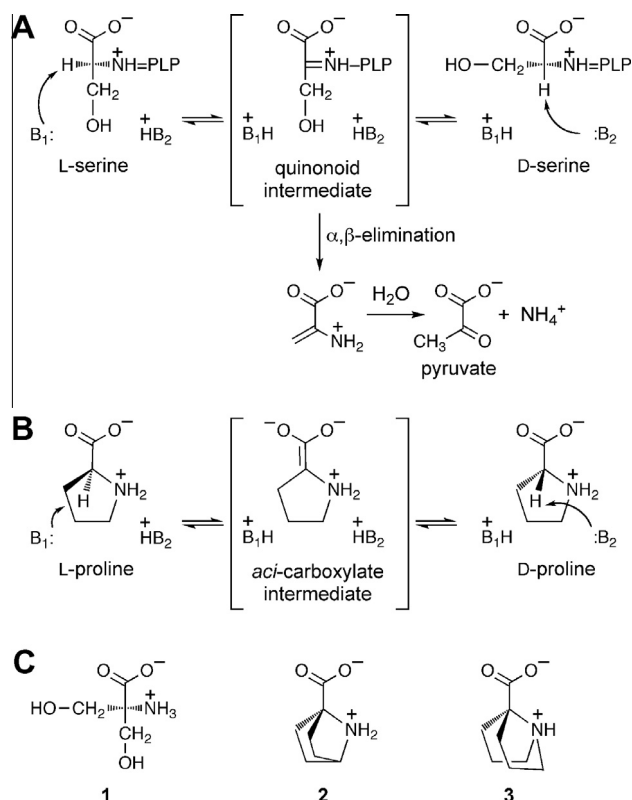 A
O O−
H NH=PLP
+
CH2
OH
B1:
+
HB2
L-serine
O O−
NH–PLP
+
OH
+
B1H
+
HB2
quinonoid
intermediate
O O−
HO–CH2 NH=PLP
+
H
+
B1H
:B2
D-serine
α,β-elimination
O O−
NH2
+
H2O
O O−
CH3 O
+ NH4+
pyruvate
B
O O−
H NH2
+
B1:
+
HB2
L-proline
−O O−
NH2
+
+
B1H
+
HB2
aci-carboxylate
intermediate
O O−
H NH2
+
+
B1H
:B2
D-proline
C
O O−
HO–CH2 NH3
+
CH2
OH
1
O O−
NH2
+
2
O O−
NH
+
3